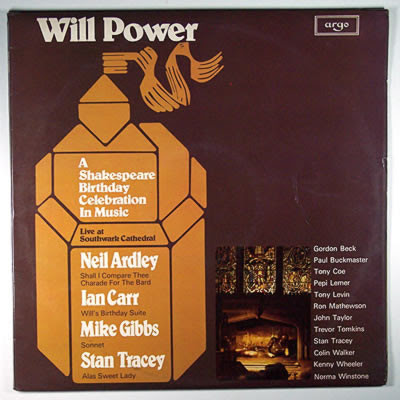 Will Power
argo
A
Shakespeare
Birthday
Celebration
In Music
Live at
Southwark Cathedral
Neil Ardley
Shall I Compare Thee
Charade For The Bard
Ian Carr
Will's Birthday Suite
Mike Gibbs
Sonnet
Stan Tracey
Alas Sweet Lady
Gordon Beck
Paul Buckmaster
Tony Coe
Pepi Lemer
Tony Levin
Ron Mathewson
John Taylor
Trevor Tomkins
Stan Tracey
Colin Walker
Kenny Wheeler
Norma Winstone